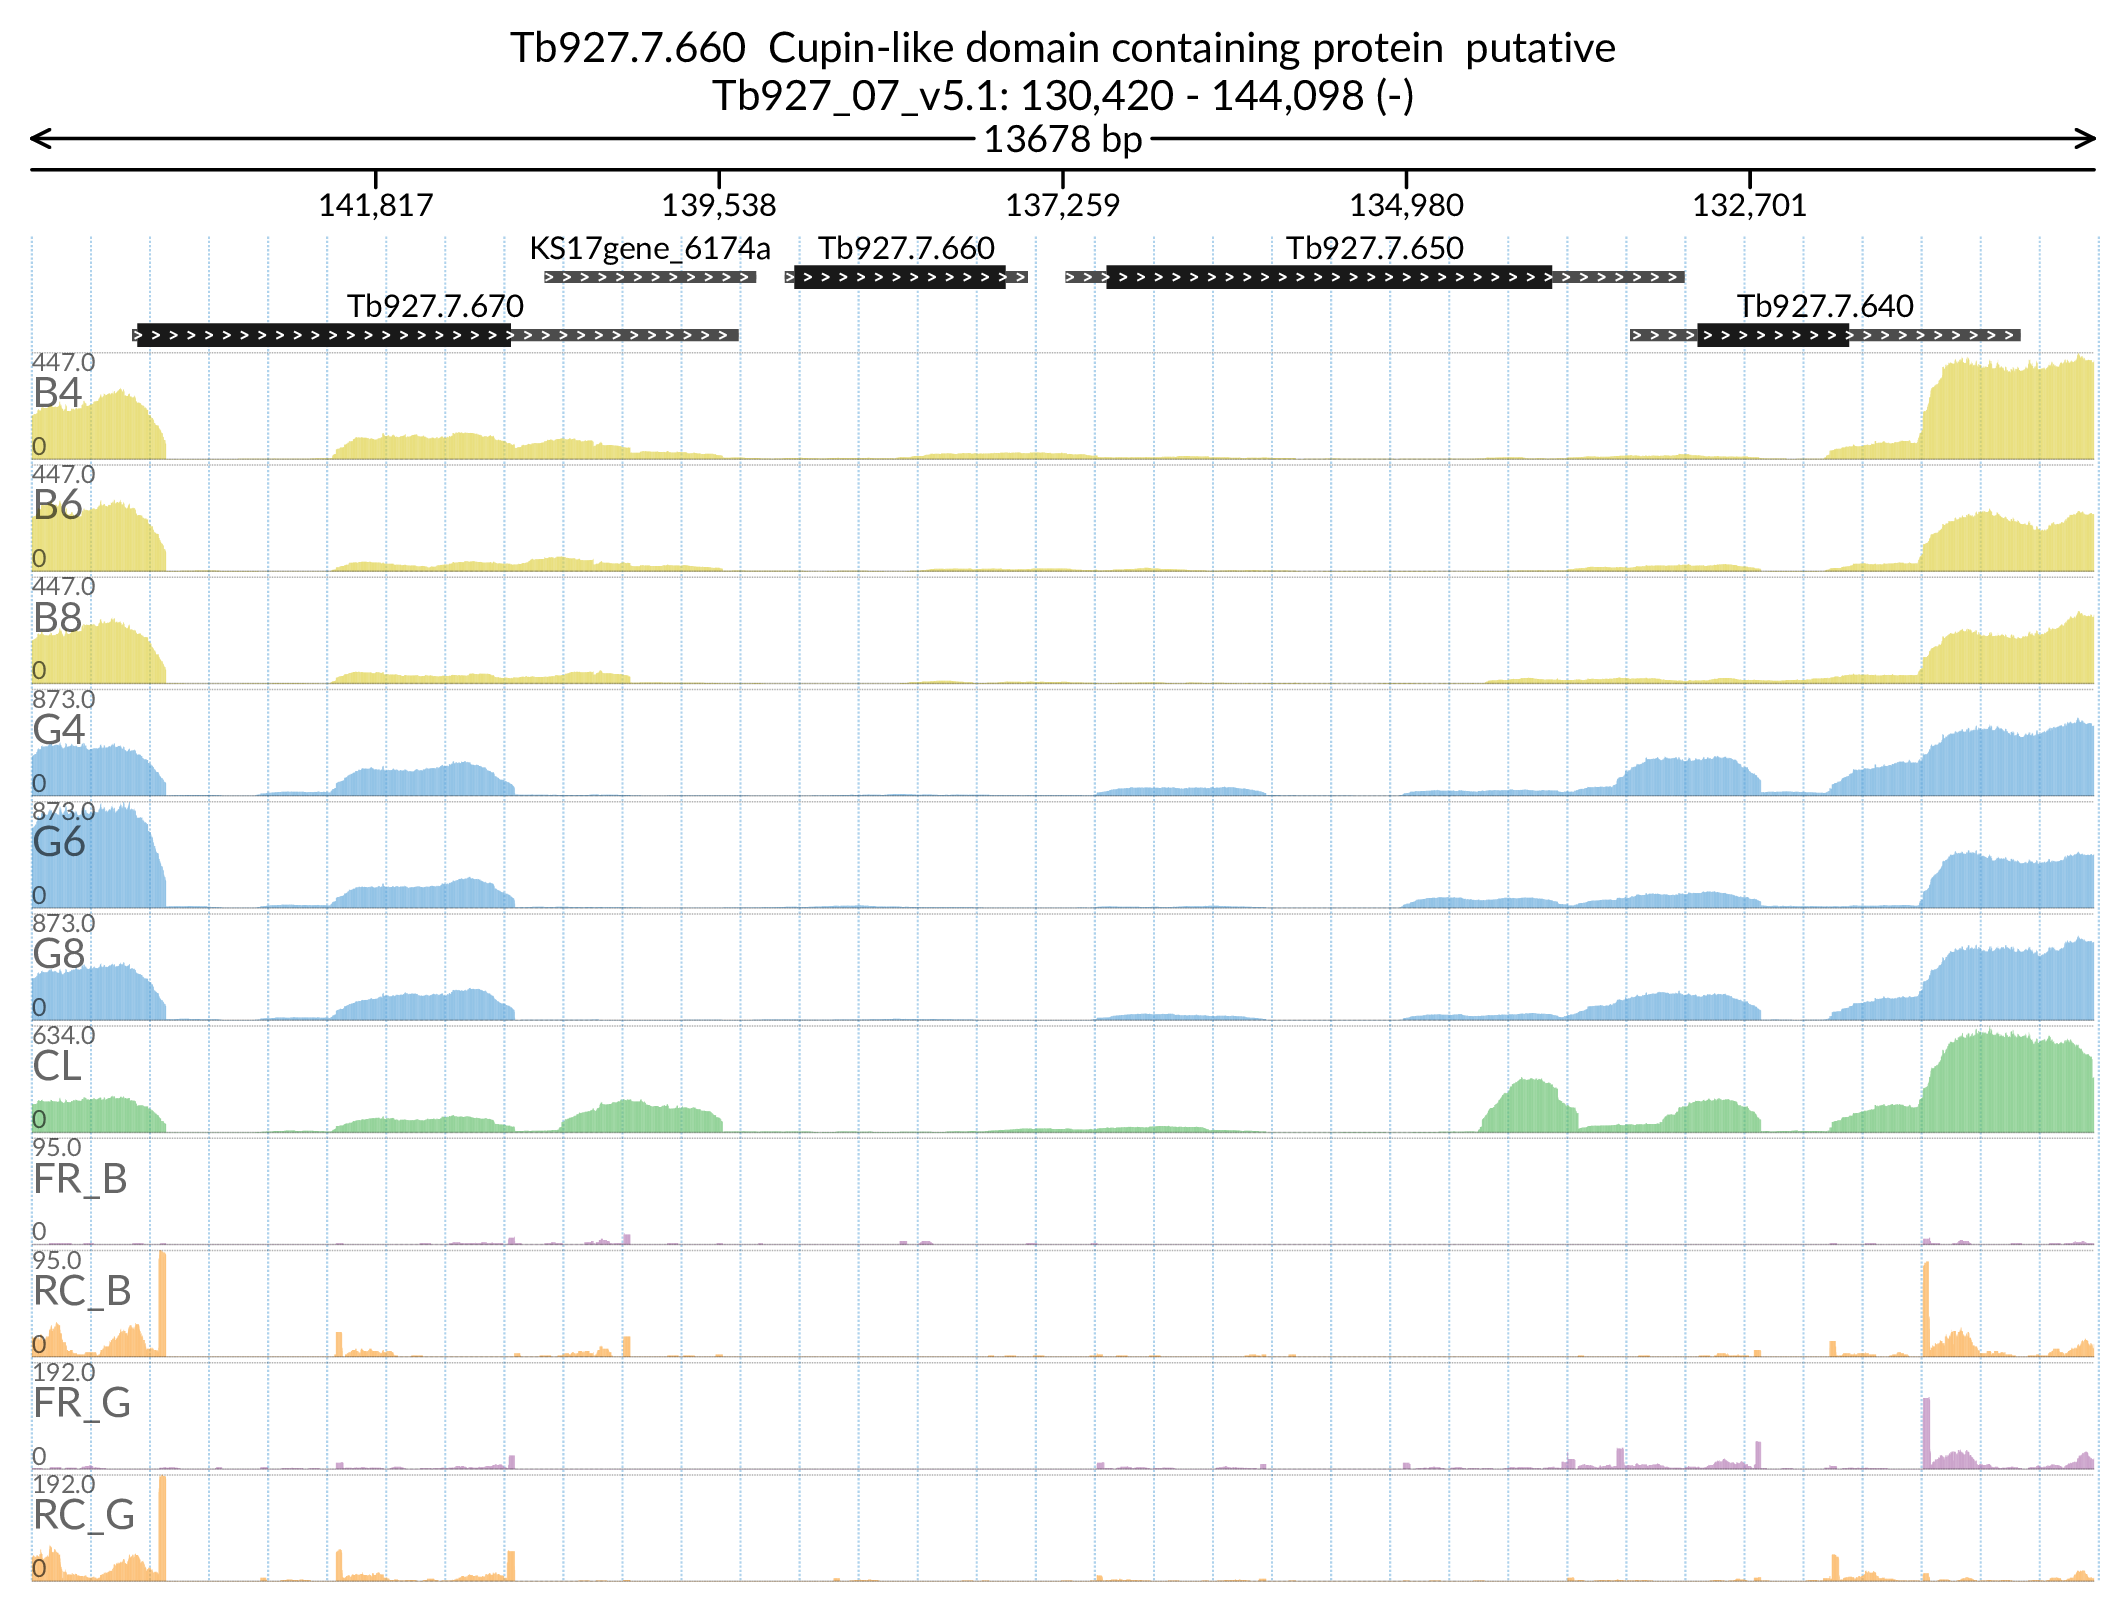 Tb927.7.660  Cupin-like domain containing protein  putative
Tb927_07_v5.1: 130,420 - 144,098 (-)
13678 bp
141,817 139,538 137,259 134,980 132,701
KS17gene_6174a Tb927.7.660 Tb927.7.650
Tb927.7.670 Tb927.7.640
447.0
B4
0
447.0
B6
0
447.0
B8
0
873.0
G4
0
873.0
G6
0
873.0
G8
0
634.0
CL
0
95.0
FR_B
0
95.0
RC_B
0
192.0
FR_G
0
192.0
RC_G
0